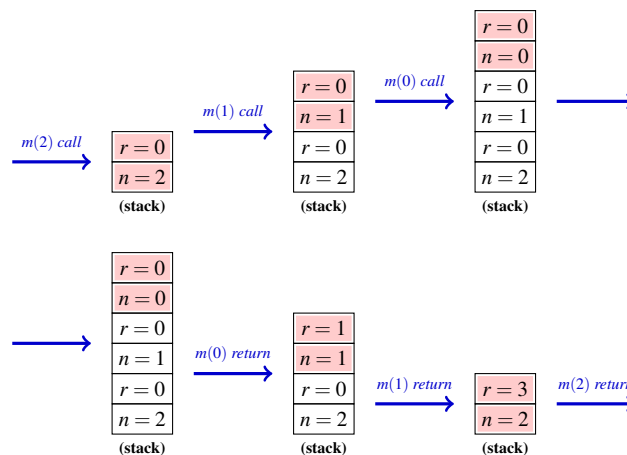 m(2) call
r = 0
n = 2
(stack)
m(1) call
r = 0
n = 1
r = 0
n = 2
(stack)
m(0) call
r = 0
n = 0
r = 0
n = 1
r = 0
n = 2
(stack)
r = 0
n = 0
r = 0
n = 1
r = 0
n = 2
(stack)
m(0) return
r = 1
n = 1
r = 0
n = 2
(stack)
m(1) return
r = 3
n = 2
(stack)
m(2) return